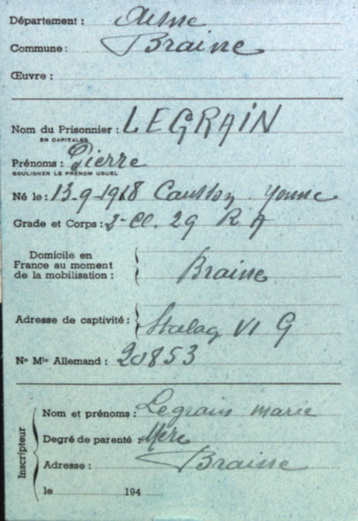 Département : Aisne
Commune : Braine
Œuvre :
Nom du Prisonnier : LEGRAIN
EN CAPITALES
Prénoms : Pierre
SOULIGNER LE PRÉNOM USUEL
Né le : 13-9-1918 Yonne
Grade et Corps : 2e Cl. 29 R A
Domicile en
France au moment
de la mobilisation : Braine
Adresse de captivité : Stalag VI G
No Mle Allemand : 20853
Inscripteur
Nom et prénoms : Legrain marie
Degré de parenté : Mère
Adresse : Braine
le 194